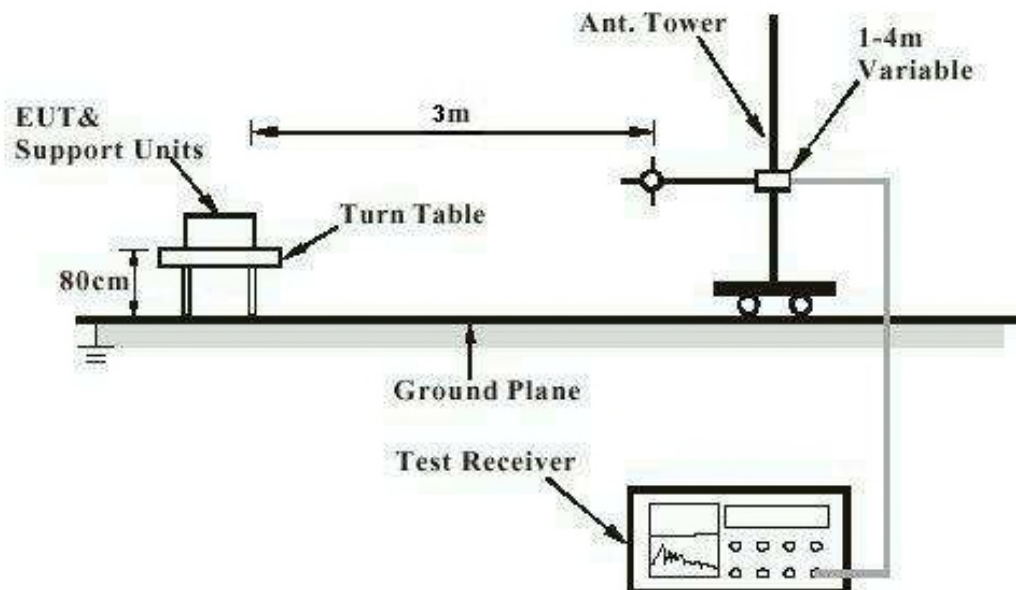 Ant. Tower
1-4m
Variable
EUT&
Support Units
3m
Turn Table
80cm
Ground Plane
Test Receiver